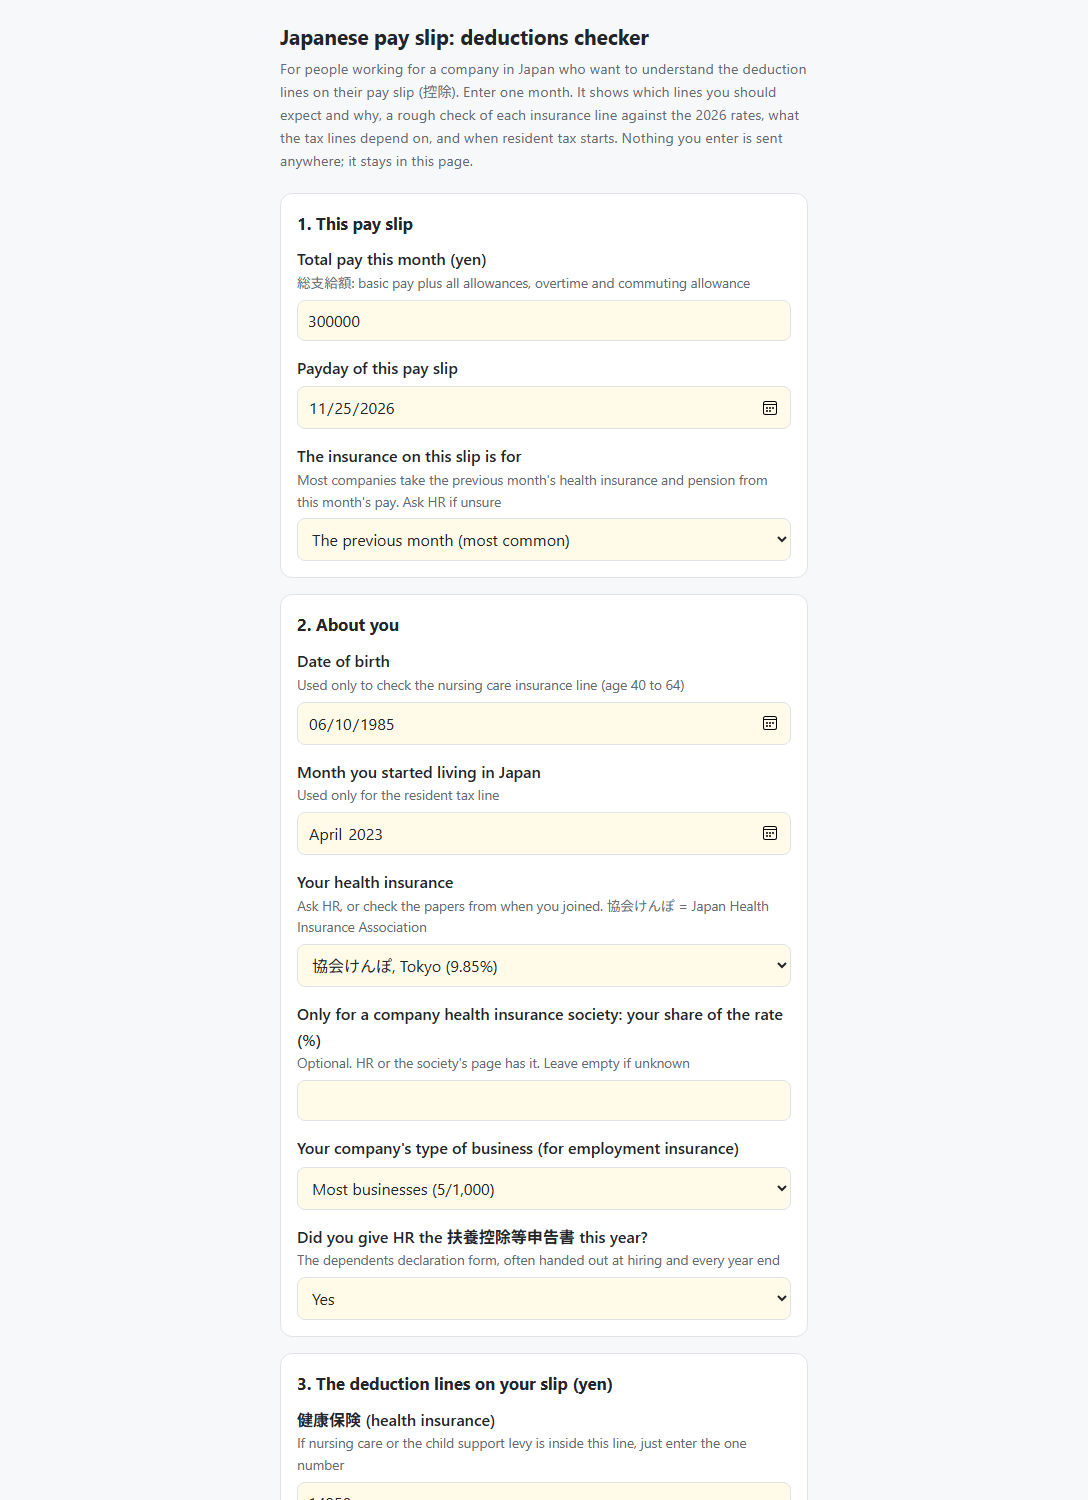 Japanese pay slip: deductions checker
For people working for a company in Japan who want to understand the deduction
lines on their pay slip (控除). Enter one month. It shows which lines you should
expect and why, a rough check of each insurance line against the 2026 rates, what
the tax lines depend on, and when resident tax starts. Nothing you enter is sent
anywhere; it stays in this page.
1. This pay slip
Total pay this month (yen)
総支給額: basic pay plus all allowances, overtime and commuting allowance
300000
Payday of this pay slip
11/25/2026
The insurance on this slip is for
Most companies take the previous month's health insurance and pension from
this month's pay. Ask HR if unsure
The previous month (most common)
2. About you
Date of birth
Used only to check the nursing care insurance line (age 40 to 64)
06/10/1985
Month you started living in Japan
Used only for the resident tax line
April 2023
Your health insurance
Ask HR, or check the papers from when you joined. 協会けんぽ = Japan Health
Insurance Association
協会けんぽ, Tokyo (9.85%)
Only for a company health insurance society: your share of the rate
(%)
Optional. HR or the society's page has it. Leave empty if unknown
Your company's type of business (for employment insurance)
Most businesses (5/1,000)
Did you give HR the 扶養控除等申告書 this year?
The dependents declaration form, often handed out at hiring and every year end
Yes
3. The deduction lines on your slip (yen)
健康保険 (health insurance)
If nursing care or the child support levy is inside this line, just enter the one
number